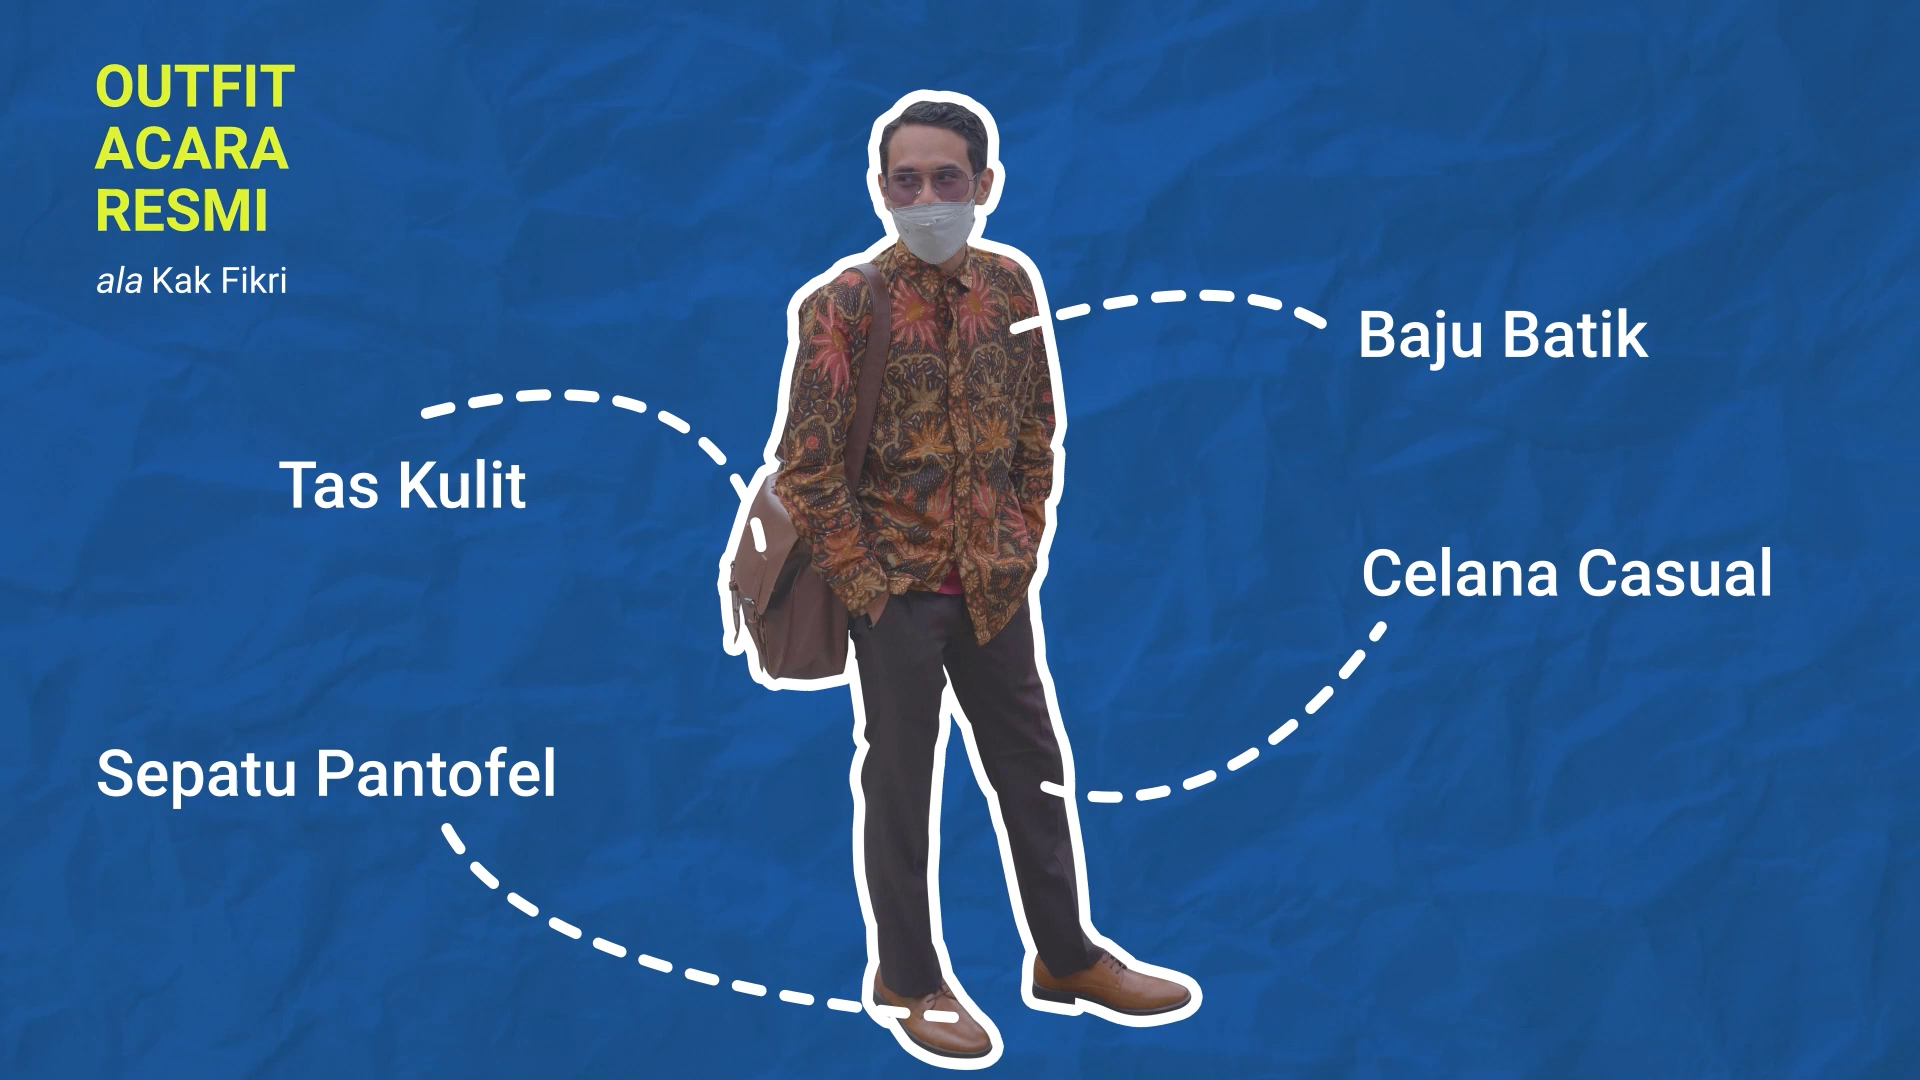 OUTFIT
ACARA
RESMI
ala Kak Fikri
Baju Batik
Tas Kulit
Celana Casual
Sepatu Pantofel